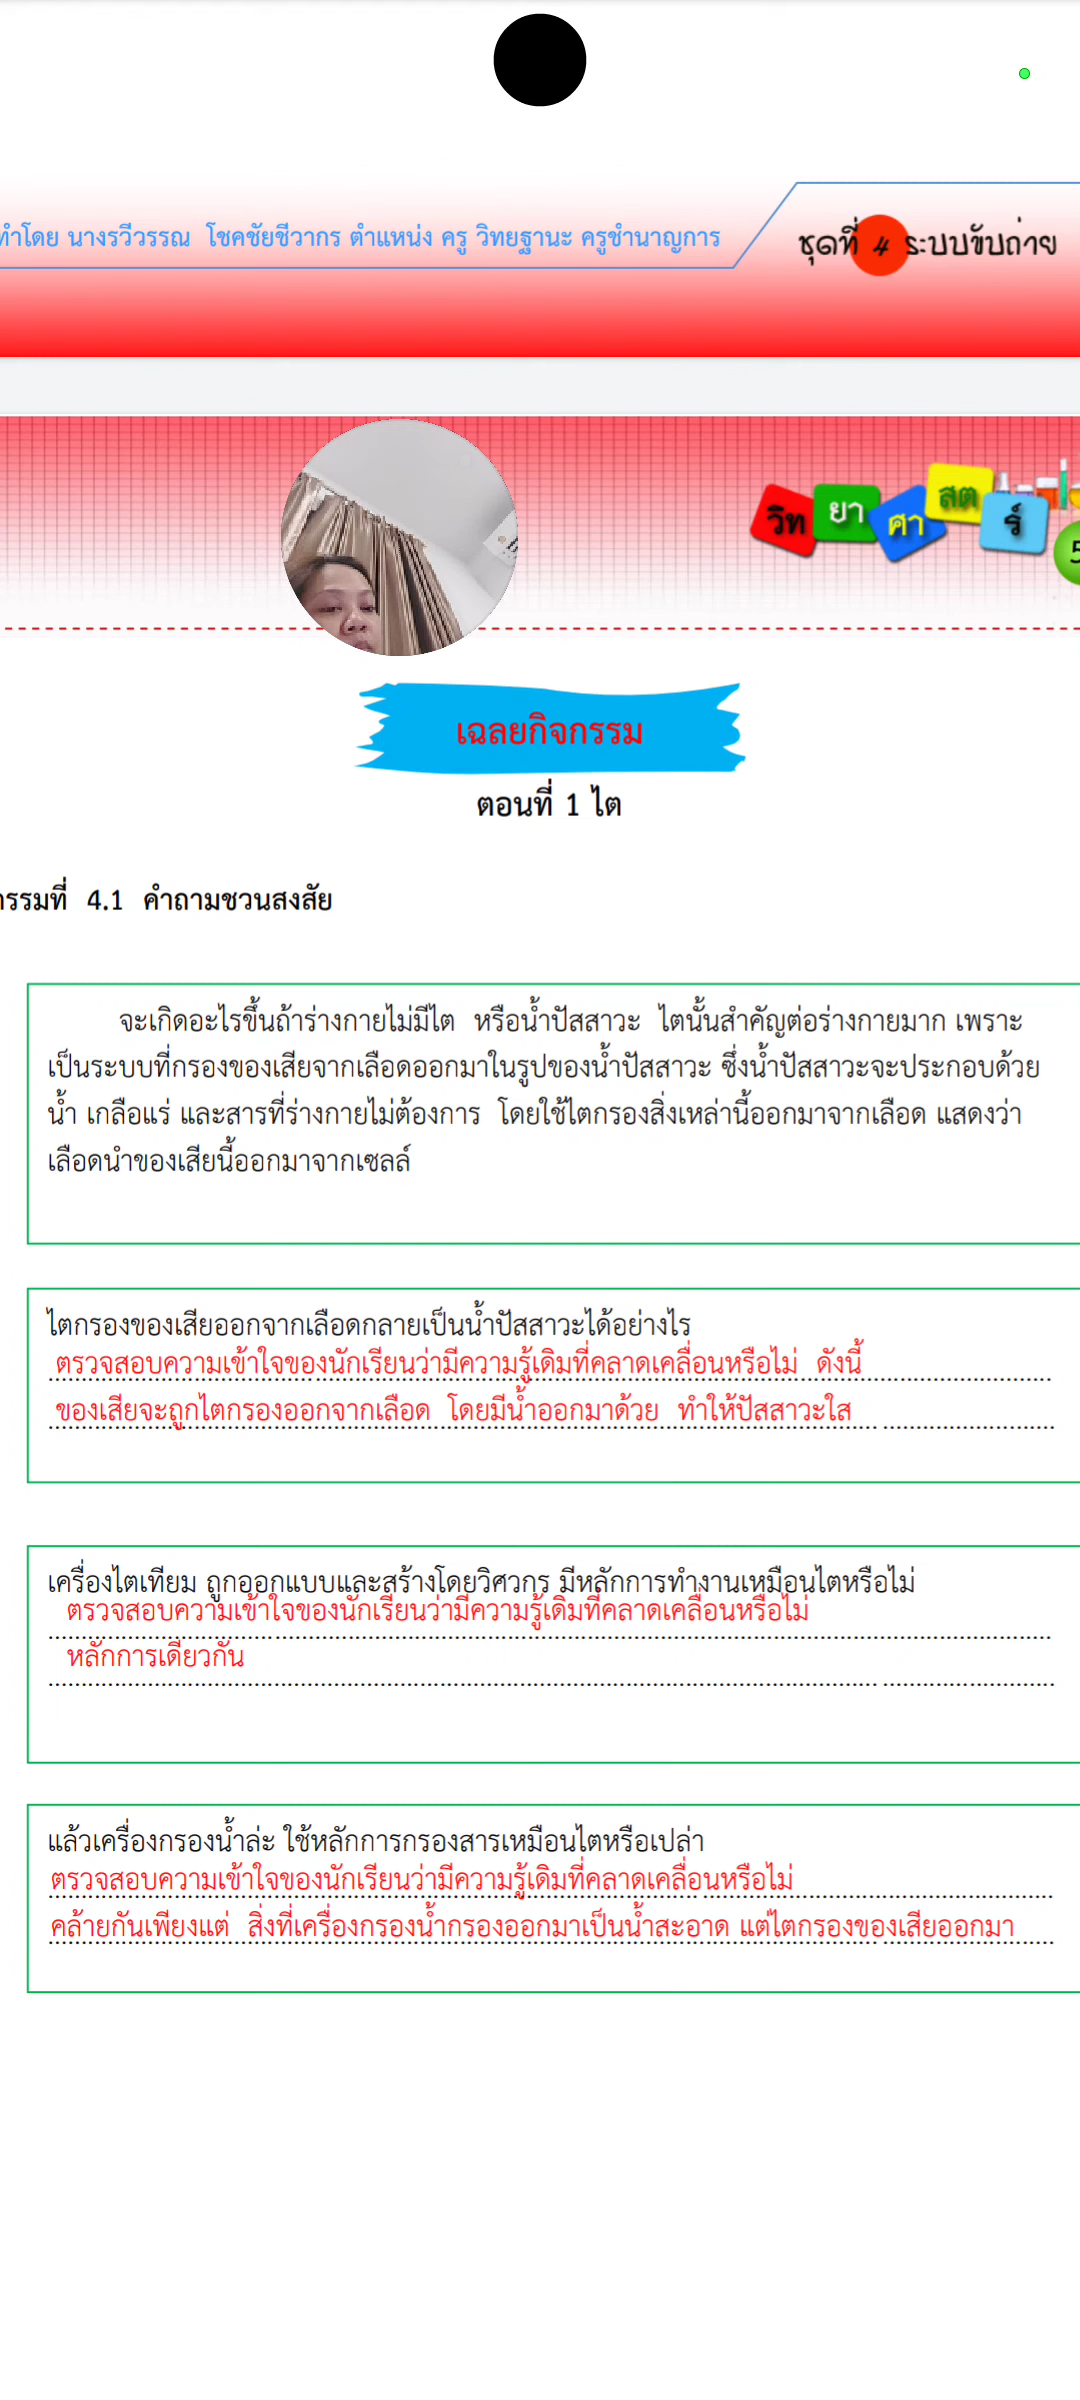 ทำโดย นางรวีวรรณ โชคชัยชีวากร ตำแหน่ง ครู วิทยฐานะ ครูชำนาญการ
ชุดที่ 4 ระบบขับถ่าย
วิทยาศาสตร์
5
เฉลยกิจกรรม
ตอนที่ 1 ไต
กรรมที่ 4.1 คำถามชวนสงสัย
จะเกิดอะไรขึ้นถ้าร่างกายไม่มีไต หรือน้ำปัสสาวะ ไตนั้นสำคัญต่อร่างกายมาก เพราะ
เป็นระบบที่กรองของเสียจากเลือดออกมาในรูปของน้ำปัสสาวะ ซึ่งน้ำปัสสาวะจะประกอบด้วย
น้ำ เกลือแร่ และสารที่ร่างกายไม่ต้องการ โดยใช้ไตกรองสิ่งเหล่านี้ออกมาจากเลือด แสดงว่า
เลือดนำของเสียนี้ออกมาจากเซลล์
ไตกรองของเสียออกจากเลือดกลายเป็นน้ำปัสสาวะได้อย่างไร
ตรวจสอบความเข้าใจของนักเรียนว่ามีความรู้เดิมที่คลาดเคลื่อนหรือไม่ ดังนี้
ของเสียจะถูกไตกรองออกจากเลือด โดยมีน้ำออกมาด้วย ทำให้ปัสสาวะใส
เครื่องไตเทียม ถูกออกแบบและสร้างโดยวิศวกร มีหลักการทำงานเหมือนไตหรือไม่
ตรวจสอบความเข้าใจของนักเรียนว่ามีความรู้เดิมที่คลาดเคลื่อนหรือไม่
หลักการเดียวกัน
แล้วเครื่องกรองน้ำล่ะ ใช้หลักการกรองสารเหมือนไตหรือเปล่า
ตรวจสอบความเข้าใจของนักเรียนว่ามีความรู้เดิมที่คลาดเคลื่อนหรือไม่
คล้ายกันเพียงแต่ สิ่งที่เครื่องกรองน้ำกรองออกมาเป็นน้ำสะอาด แต่ไตกรองของเสียออกมา